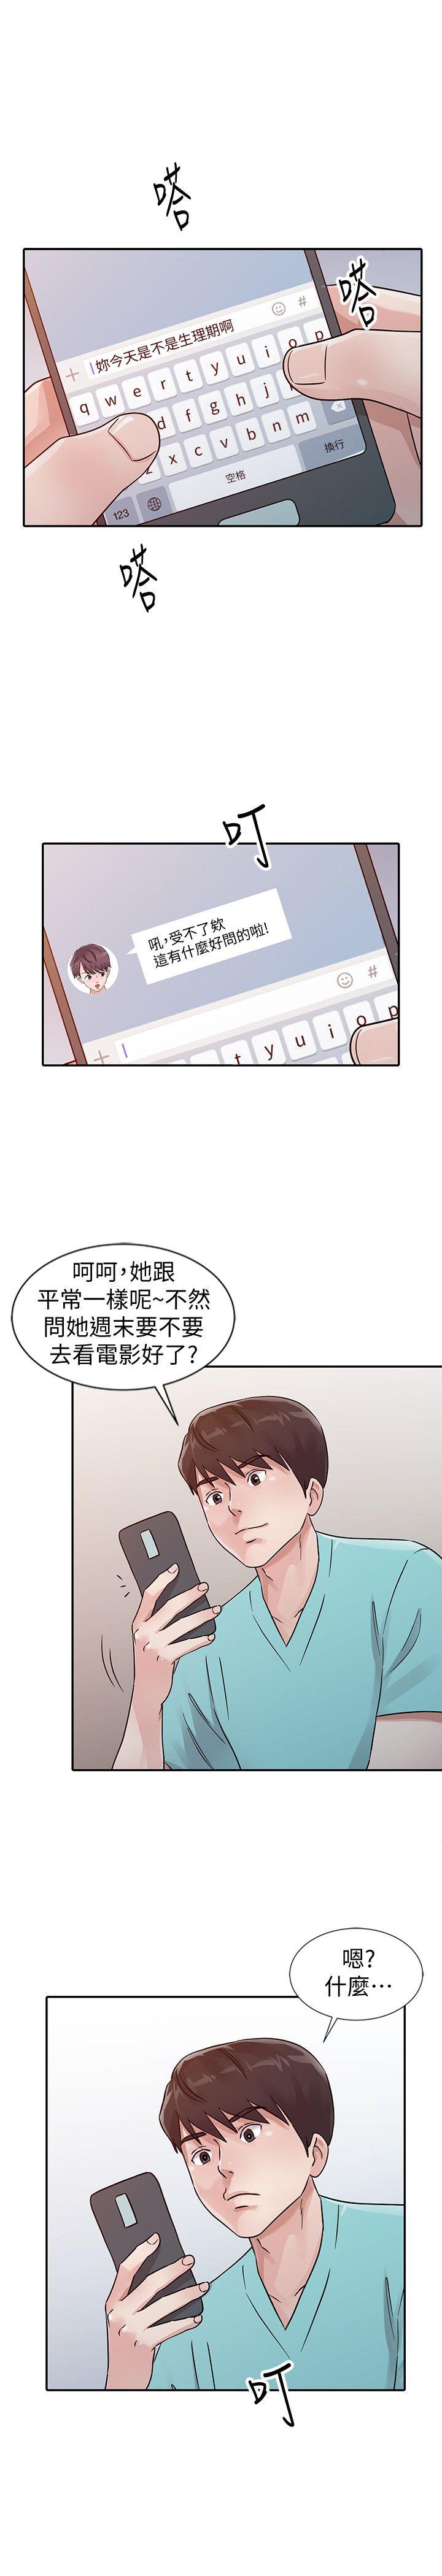 嗒
嗒
妳今天是不是生理期啊
#
q w e r t y u i o p
d f g h j
z x c v b n m
123 空格 換行
嗒
叮
吼,受不了欸
這有什麼好問的啦!
#
t y u i o p
呵呵,她跟
平常一樣呢~不然
問她週末要不要
去看電影好了?
嗯?
什麼…
叮